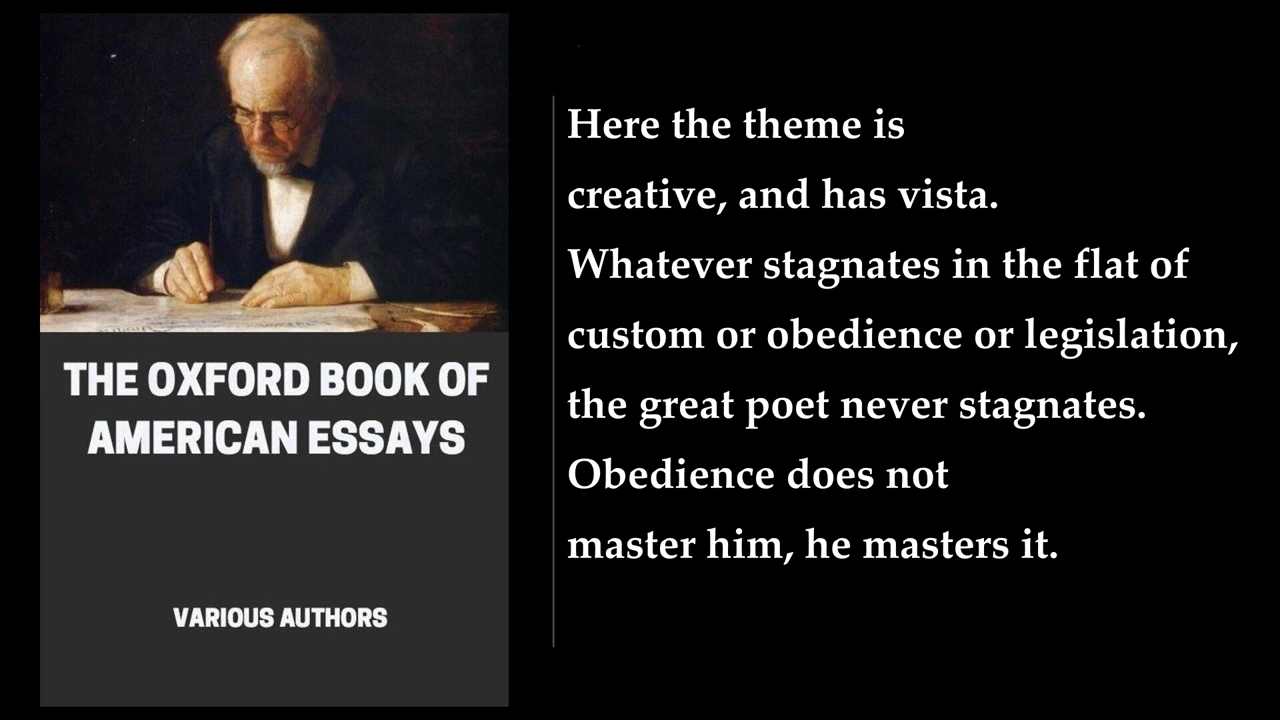 THE OXFORD BOOK OF
AMERICAN ESSAYS
VARIOUS AUTHORS
Here the theme is
creative, and has vista.
Whatever stagnates in the flat of
custom or obedience or legislation,
the great poet never stagnates.
Obedience does not
master him, he masters it.